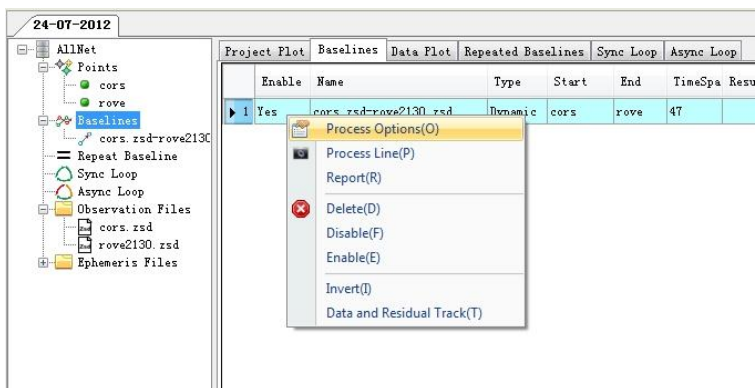 24-07-2012
AllNet
Points
cors
rove
Baselines
cors.zsd-rove2130
Repeat Baseline
Sync Loop
Async Loop
Observation Files
cors.zsd
rove2130.zsd
Ephemeris Files
Project Plot Baselines Data Plot Repeated Baselines Sync Loop Async Loop
Enable Name Type Start End TimeSpa Resu
1 Yes cors.zsd-rove2130.zsd Dynamic cors rove 47
Process Options(O)
Process Line(P)
Report(R)
Delete(D)
Disable(F)
Enable(E)
Invert(I)
Data and Residual Track(T)